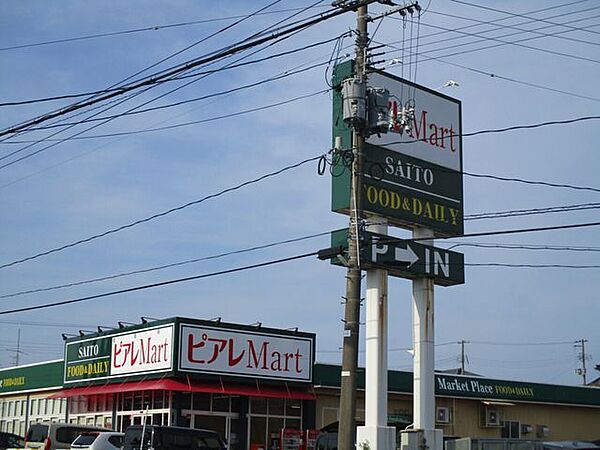 Mart
SAITO
FOOD&DAILY
P → IN
SAITO
FOOD&DAILY
ピアレMart
ピアレMart
FOOD&DAILY
Market Place FOOD&DAILY